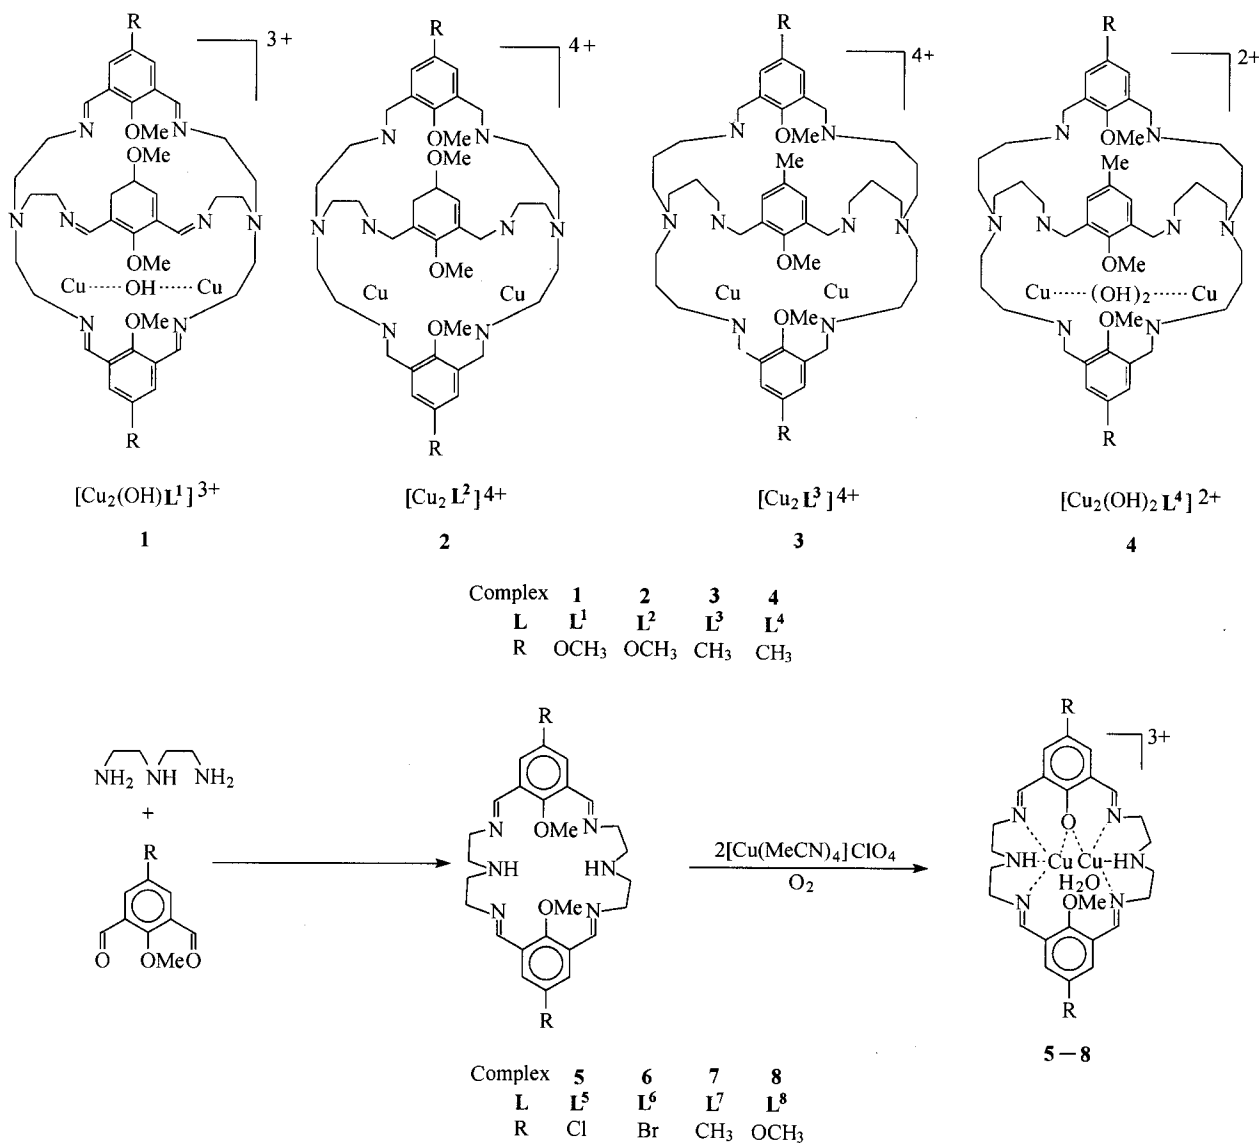 R
3+
N
N
OMe
OMe
N
N
N
N
OMe
Cu
OH
Cu
N
OMe
N
R
[Cu2(OH)L1]3+
1
R
4+
N
N
OMe
OMe
N
N
N
N
OMe
Cu
Cu
N
OMe
N
R
[Cu2 L2]4+
2
R
4+
N
OMe
N
Me
N
N
N
N
OMe
Cu
Cu
N
OMe
N
R
[Cu2 L3]4+
3
R
2+
N
OMe
N
Me
N
N
N
N
OMe
Cu
(OH)2
Cu
N
OMe
N
R
[Cu2(OH)2 L4]2+
4
Complex 1 2 3 4
L L1 L2 L3 L4
R OCH3 OCH3 CH3 CH3
NH2 NH NH2
+
R
O OMe O
R
N
OMe
N
NH
HN
N
OMe
N
R
2[Cu(MeCN)4]ClO4
O2
R
3+
N
O
N
NH
Cu Cu
HN
H2O
N
OMe
N
R
5—8
Complex 5 6 7 8
L L5 L6 L7 L8
R Cl Br CH3 OCH3